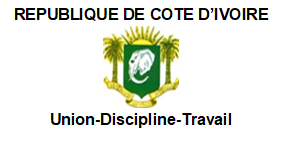 REPUBLIQUE DE COTE D’IVOIRE
Union-Discipline-Travail